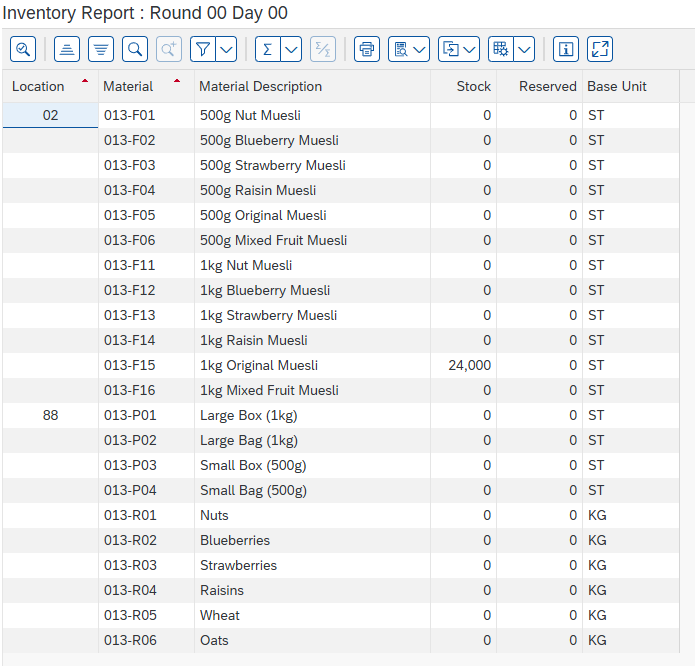 Inventory Report : Round 00 Day 00
Location Material Material Description Stock Reserved Base Unit
02 013-F01 500g Nut Muesli 0 0 ST
013-F02 500g Blueberry Muesli 0 0 ST
013-F03 500g Strawberry Muesli 0 0 ST
013-F04 500g Raisin Muesli 0 0 ST
013-F05 500g Original Muesli 0 0 ST
013-F06 500g Mixed Fruit Muesli 0 0 ST
013-F11 1kg Nut Muesli 0 0 ST
013-F12 1kg Blueberry Muesli 0 0 ST
013-F13 1kg Strawberry Muesli 0 0 ST
013-F14 1kg Raisin Muesli 0 0 ST
013-F15 1kg Original Muesli 24,000 0 ST
013-F16 1kg Mixed Fruit Muesli 0 0 ST
88 013-P01 Large Box (1kg) 0 0 ST
013-P02 Large Bag (1kg) 0 0 ST
013-P03 Small Box (500g) 0 0 ST
013-P04 Small Bag (500g) 0 0 ST
013-R01 Nuts 0 0 KG
013-R02 Blueberries 0 0 KG
013-R03 Strawberries 0 0 KG
013-R04 Raisins 0 0 KG
013-R05 Wheat 0 0 KG
013-R06 Oats 0 0 KG